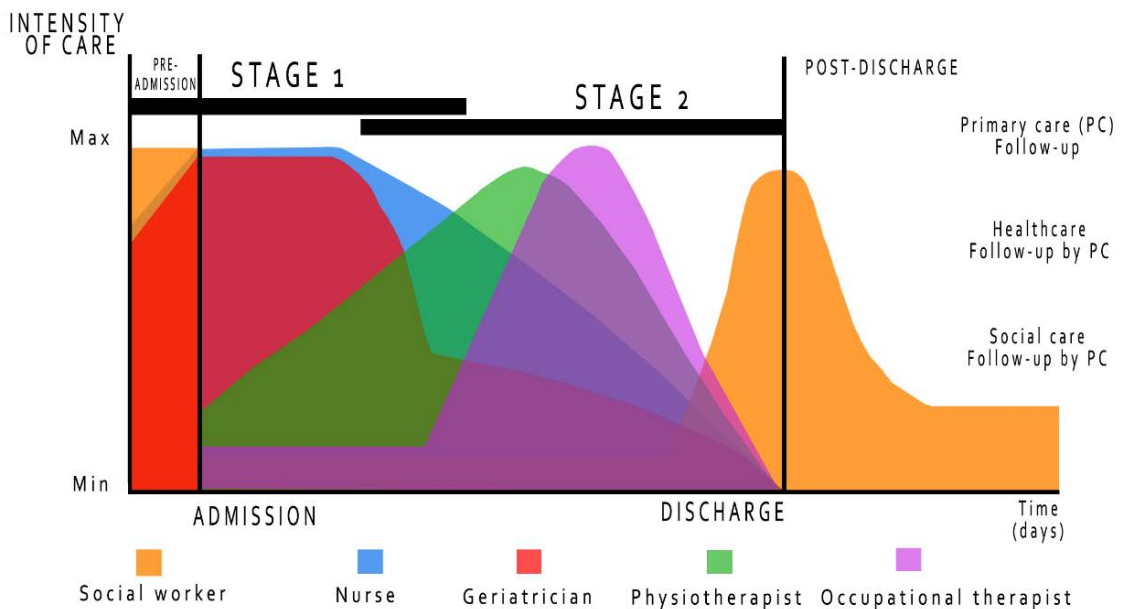 INTENSITY
OF CARE
PRE-
ADMISSION
STAGE 1
STAGE 2
POST-DISCHARGE
Max
Primary care (PC)
Follow-up
Healthcare
Follow-up by PC
Social care
Follow-up by PC
Min
ADMISSION
DISCHARGE
Time
(days)
Social worker
Nurse
Geriatrician
Physiotherapist
Occupational therapist